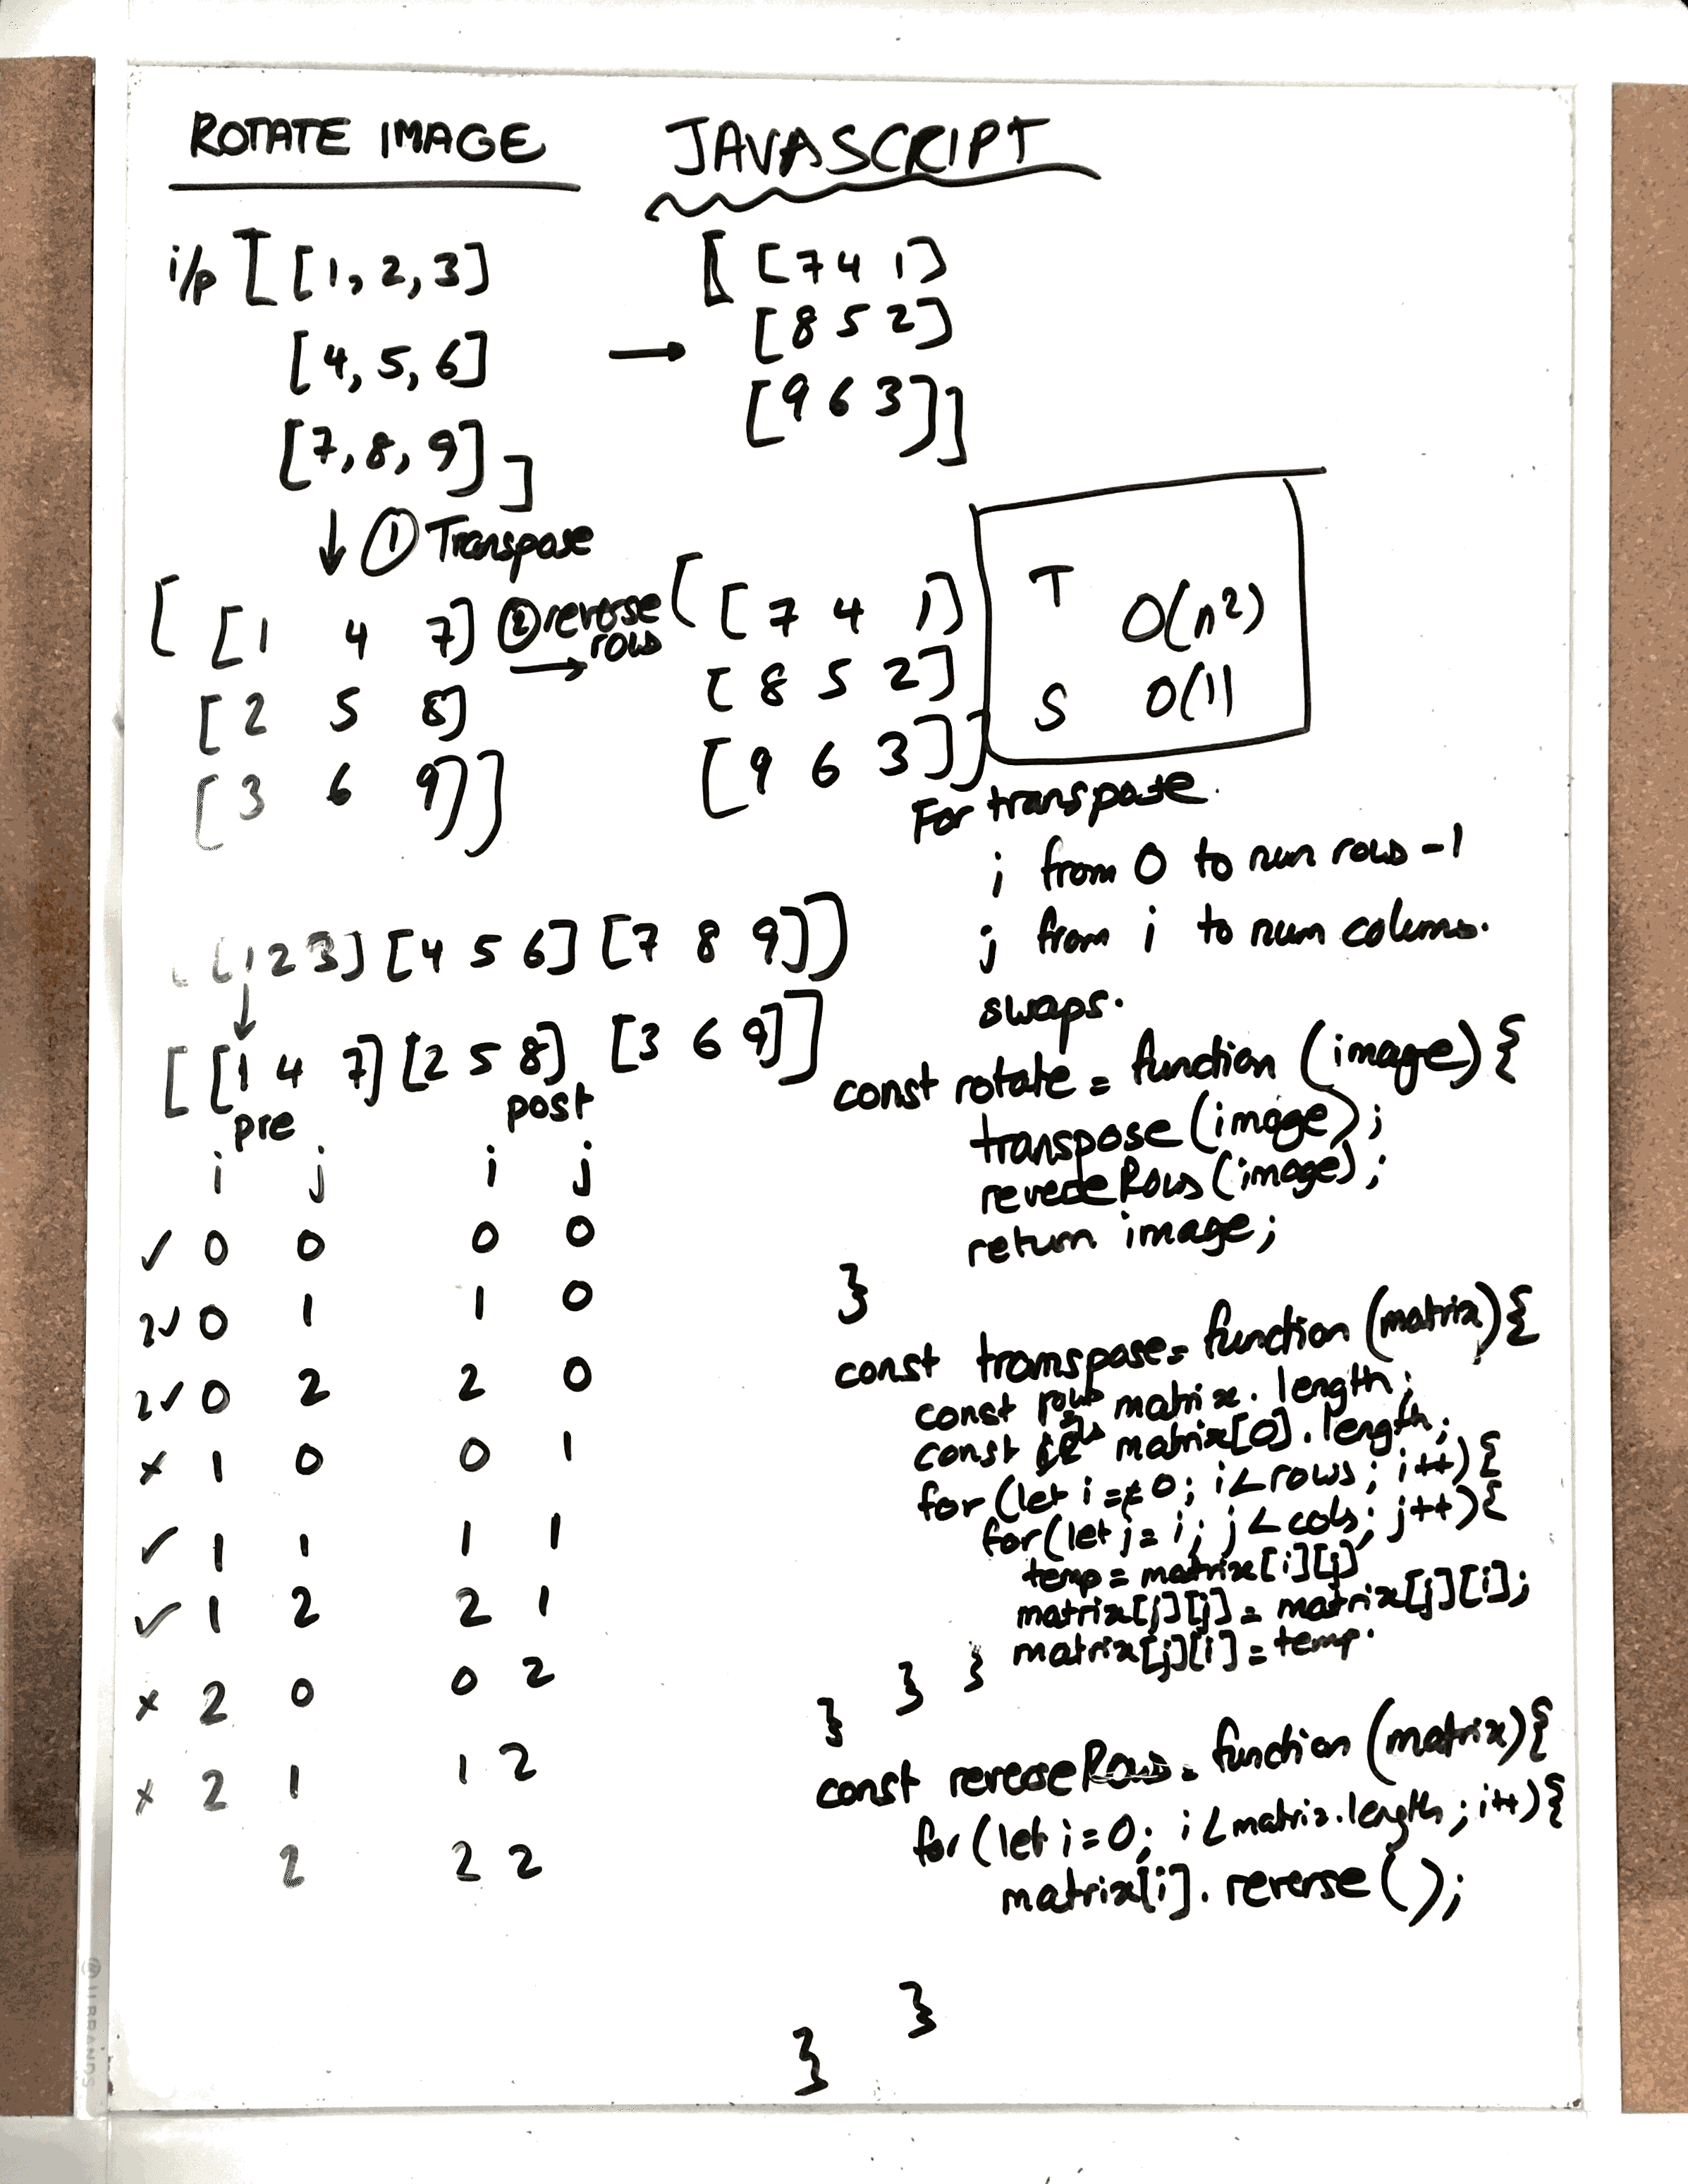 ROTATE IMAGE JAVASCRIPT
i/p [ [1, 2, 3]
[4, 5, 6]
[7, 8, 9] ]
→
[ [7 4 1]
[8 5 2]
[9 6 3]]
↓ ① Transpose
[ [1 4 7]
[2 5 8]
[3 6 9]]
② reverse
rows
→
[ [7 4 1]
[8 5 2]
[9 6 3]]
T O(n²)
S O(1)
[ [1 2 3] [4 5 6] [7 8 9]]
↓
[ [1 4 7] [2 5 8] [3 6 9]]
pre post
i j i j
✓ 0 0 0 0
✓ 0 1 1 0
✓ 0 2 2 0
x 1 0 0 1
✓ 1 1 1 1
✓ 1 2 2 1
x 2 0 0 2
x 2 1 1 2
2 2 2
For transpose.
i from 0 to num rows -1
j from i to num colums.
swaps.
const rotate = function (image) {
transpose (image);
reverseRows (image);
return image;
}
const transpose = function (matrix) {
const rows = matrix.length;
const cols = matrix[0].length;
for (let i = 0; i < rows; i++) {
for (let j = i; j < cols; j++) {
temp = matrix[i][j]
matrix[i][j] = matrix[j][i];
matrix[j][i] = temp.
} }
}
const reverseRows = function (matrix) {
for (let i = 0; i < matrix.length; i++) {
matrix[i].reverse();
}
}